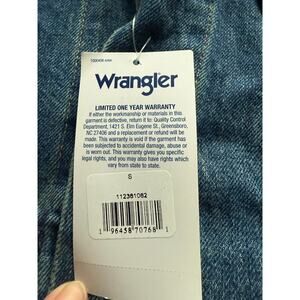 Wrangler
LIMITED ONE YEAR WARRANTY
If either the workmanship or materials in this
garment is defective, return it to: Quality Control
Department, 1421 S. Elm Eugene St., Greensboro,
NC 27406 and a replacement or refund will be
made. This warranty is void if the garment has
been subjected to accidental damage, abuse or
is worn out. This warranty gives you specific
legal rights, and you may also have rights which
vary from state to state.
S
112361082
1 96458 70768 1